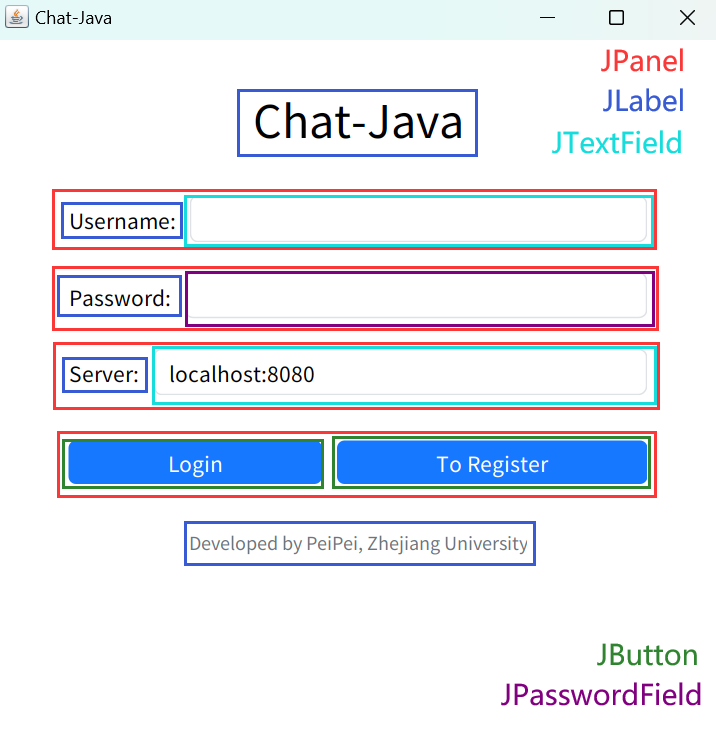 Chat-Java
JPanel
JLabel
Chat-Java
JTextField
Username:
Password:
Server: localhost:8080
Login To Register
Developed by PeiPei, Zhejiang University
JButton
JPasswordField